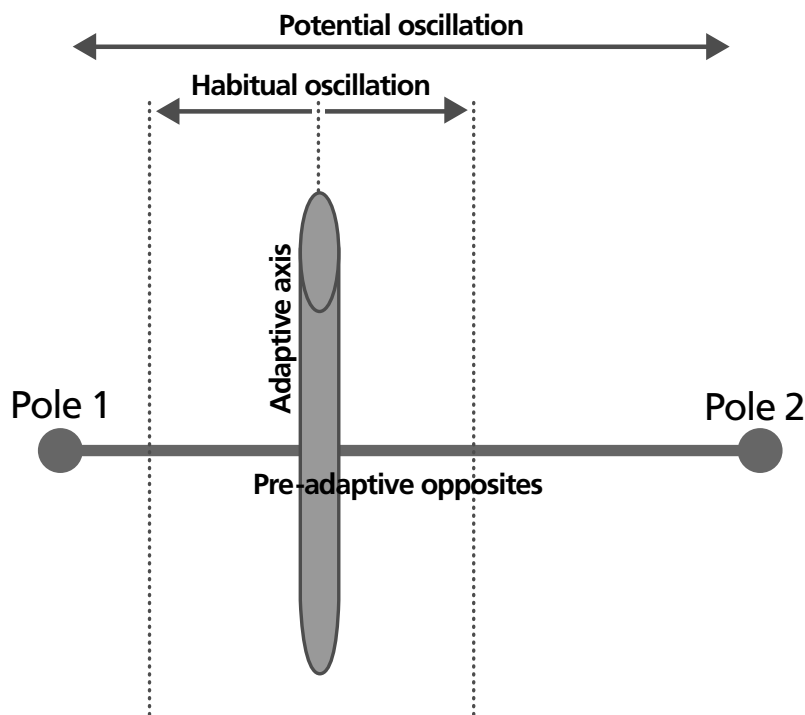 Potential oscillation
Habitual oscillation
Adaptive axis
Pole 1
Pole 2
Pre-adaptive opposites